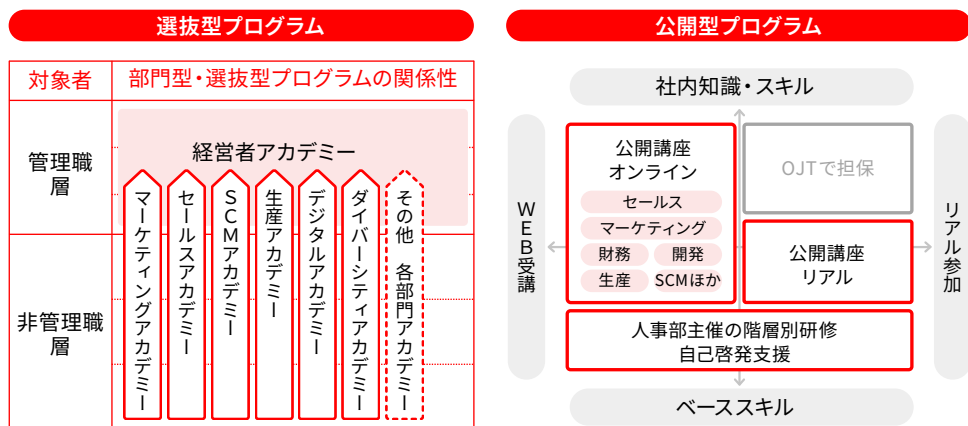 選抜型プログラム
対象者
部門型・選抜型プログラムの関係性
管理職
層
非管理職
層
経営者アカデミー
マーケティングアカデミー
セールスアカデミー
SCMアカデミー
生産アカデミー
デジタルアカデミー
ダイバーシティアカデミー
その他 各部門アカデミー
公開型プログラム
社内知識・スキル
WEB受講
公開講座
オンライン
セールス
マーケティング
財務
開発
生産
SCMほか
OJTで担保
公開講座
リアル
リアル参加
人事部主催の階層別研修
自己啓発支援
ベーススキル